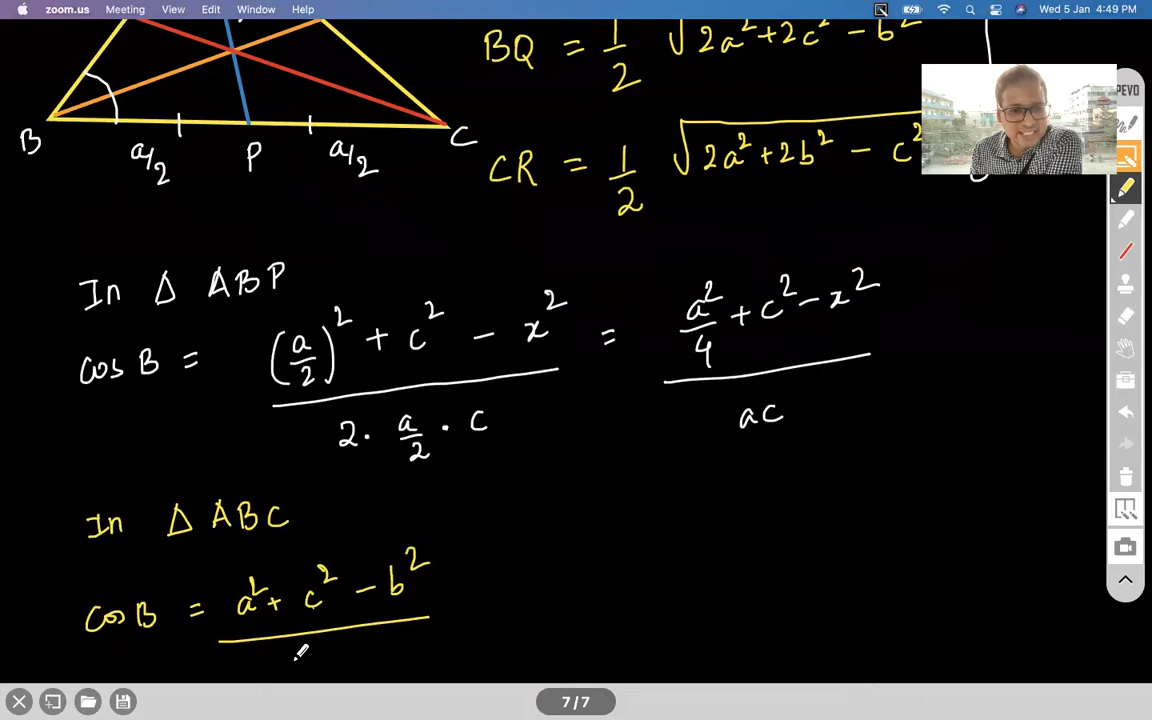 zoom.us Meeting View Edit Window Help Wed 5 Jan 4:49 PM
BQ = 1/2 √2a²+2c²-b²
B a/2 P a/2 C
CR = 1/2 √2a²+2b²-c²
In Δ ABP
cos B = ((a/2)²+c²-x²)/(2·a/2·c) = (a²/4+c²-x²)/(ac)
In Δ ABC
cos B = a²+c²-b²
7/7